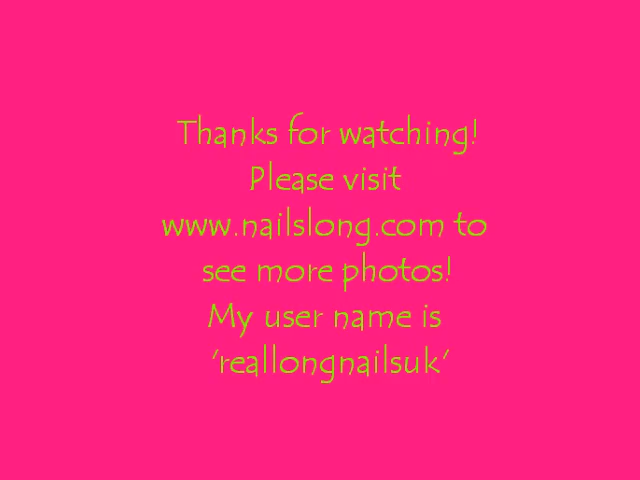 Thanks for watching!
Please visit
www.nailslong.com to
see more photos!
My user name is
'reallongnailsuk'